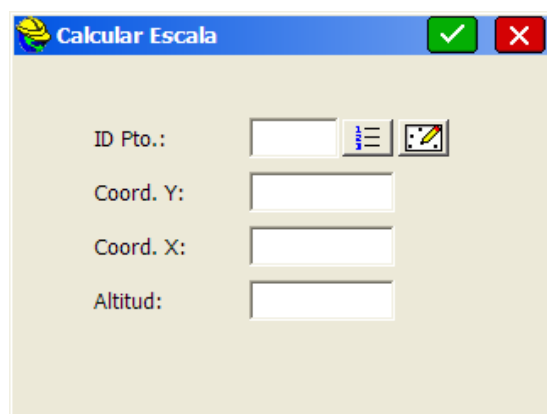 Calcular Escala
ID Pto.:
Coord. Y:
Coord. X:
Altitud: